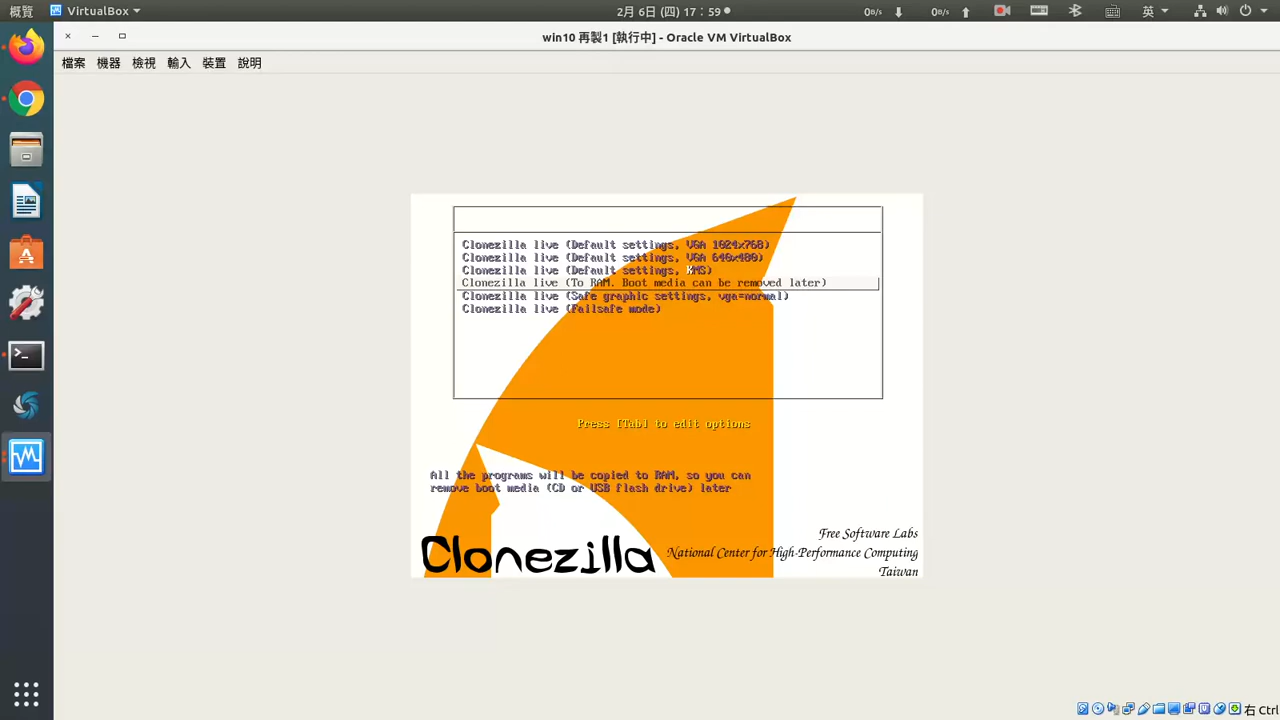 概覽 VirtualBox 2月 6日 (四) 17：59 0B/s 0B/s 英
win10 再製1 [執行中] - Oracle VM VirtualBox
檔案 機器 檢視 輸入 裝置 說明
Clonezilla live (Default settings, VGA 1024x768)
Clonezilla live (Default settings, VGA 640x480)
Clonezilla live (Default settings, KMS)
Clonezilla live (To RAM. Boot media can be removed later)
Clonezilla live (Safe graphic settings, vga=normal)
Clonezilla live (Failsafe mode)
Press [Tab] to edit options
All the programs will be copied to RAM, so you can
remove boot media (CD or USB flash drive) later
Free Software Labs
Clonezilla National Center for High-Performance Computing
Taiwan
右 Ctrl